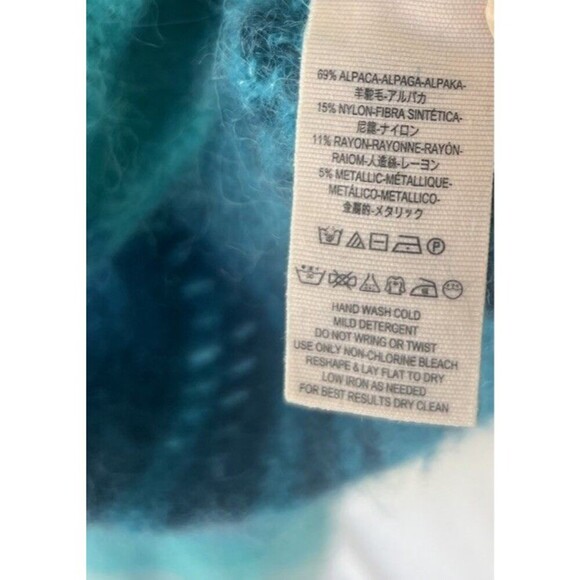 69% ALPACA-ALPAGA-ALPAKA-
羊駝毛-アルパカ
15% NYLON-FIBRA SINTÉTICA-
尼龍-ナイロン
11% RAYON-RAYONNE-RAYÓN-
RAIOM-人造絲-レーヨン
5% METALLIC-MÉTALLIQUE-
METÁLICO-METALLICO-
金屬的-メタリック
P
HAND WASH COLD
MILD DETERGENT
DO NOT WRING OR TWIST
USE ONLY NON-CHLORINE BLEACH
RESHAPE & LAY FLAT TO DRY
LOW IRON AS NEEDED
FOR BEST RESULTS DRY CLEAN